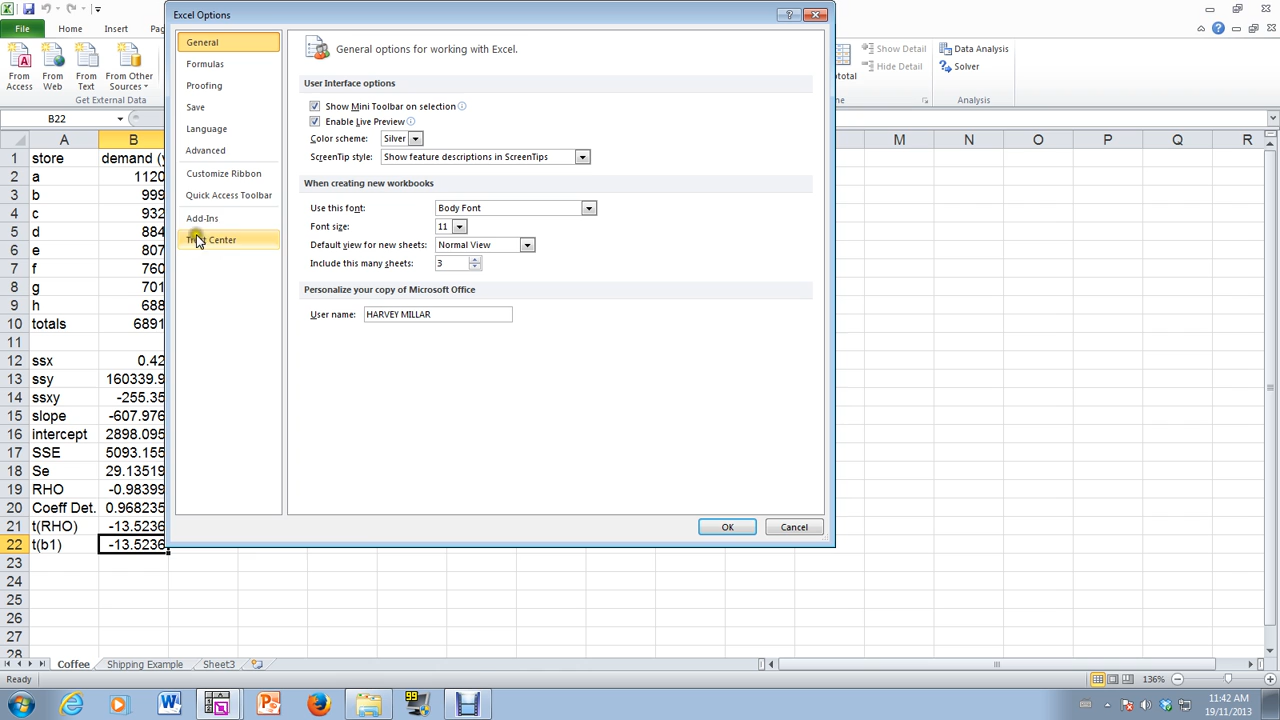 Excel Options
File Home Insert
From Access
From Web
From Text
From Other Sources
Get External Data
Show Detail
Hide Detail
Data Analysis
Solver
Analysis
B22
General
Formulas
Proofing
Save
Language
Advanced
Customize Ribbon
Quick Access Toolbar
Add-Ins
Trust Center
General options for working with Excel.
User Interface options
Show Mini Toolbar on selection
Enable Live Preview
Color scheme: Silver
ScreenTip style: Show feature descriptions in ScreenTips
When creating new workbooks
Use this font: Body Font
Font size: 11
Default view for new sheets: Normal View
Include this many sheets: 3
Personalize your copy of Microsoft Office
User name: HARVEY MILLAR
OK Cancel
A B M N O P Q R
1 store demand (y
2 a 1120
3 b 999
4 c 932
5 d 884
6 e 807
7 f 760
8 g 701
9 h 688
10 totals 6891
11
12 ssx 0.42
13 ssy 160339.9
14 ssxy -255.35
15 slope -607.976
16 intercept 2898.095
17 SSE 5093.155
18 Se 29.13519
19 RHO -0.98399
20 Coeff Det. 0.968235
21 t(RHO) -13.5236
22 t(b1) -13.5236
23
24
25
26
27
28
Coffee Shipping Example Sheet3
Ready 136%
11:42 AM
19/11/2013